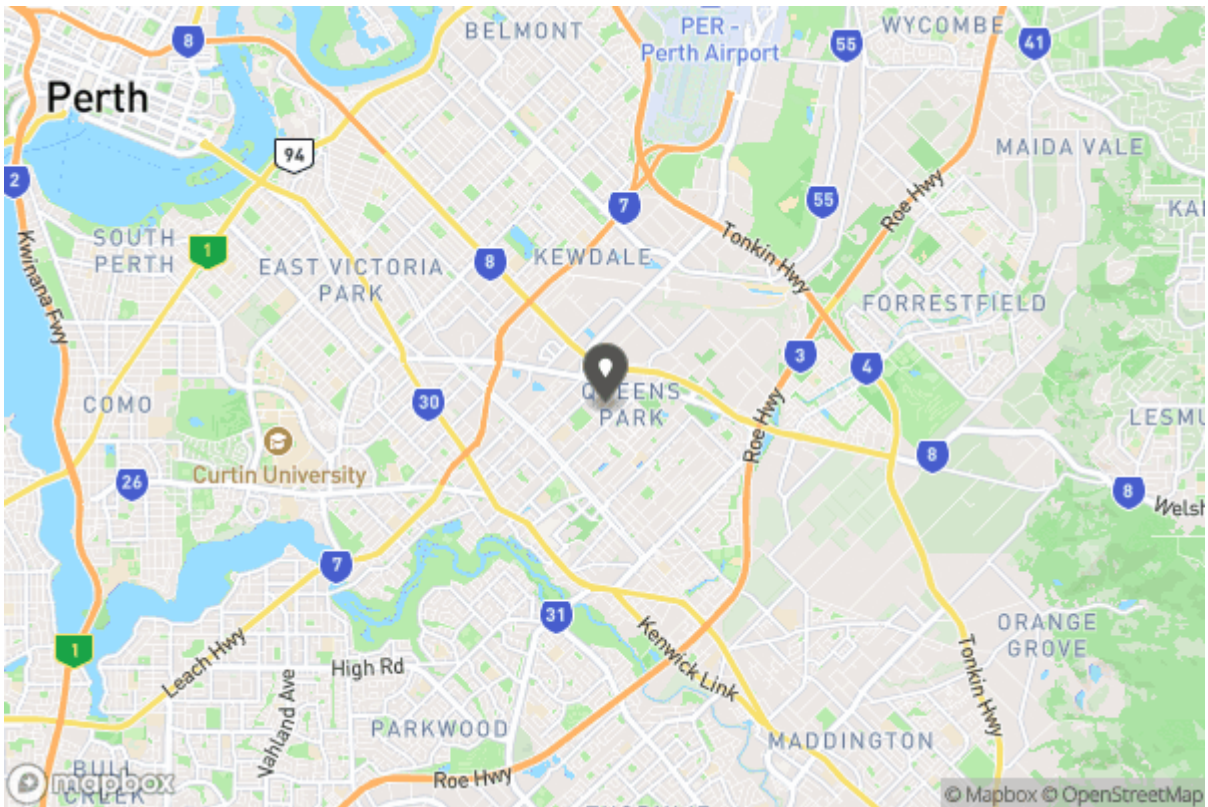 8
BELMONT
PER -
Perth Airport
55
WYCOMBE
41
Perth
94
MAIDA VALE
2
7
55
Roe Hwy
SOUTH
PERTH
1
Kwinana Fwy
EAST VICTORIA
PARK
8
KEWDALE
Tonkin Hwy
FORRESTFIELD
3
4
COMO
30
QUEENS
PARK
Roe Hwy
LESMU
Curtin University
26
8
8
Welsh
7
31
ORANGE
GROVE
1
Leach Hwy
High Rd
Kenwick Link
Tonkin Hwy
Vahland Ave
PARKWOOD
MADDINGTON
Roe Hwy
BULL
CREEK
mapbox
© Mapbox © OpenStreetMap